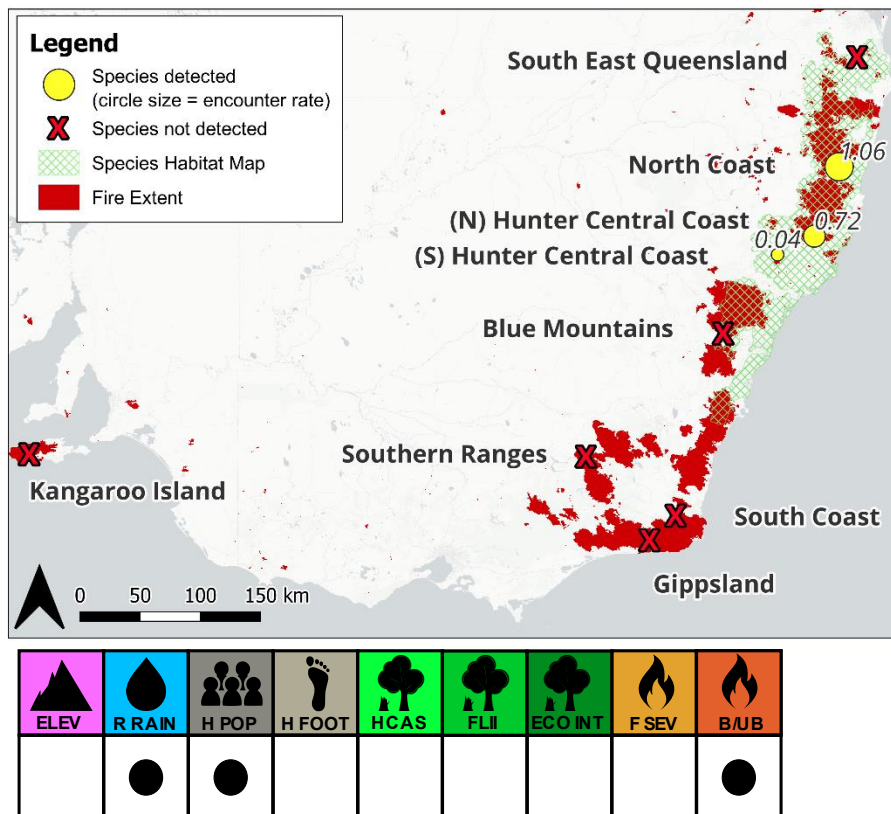 Legend
Species detected
(circle size = encounter rate)
Species not detected
Species Habitat Map
Fire Extent
South East Queensland
1.06
North Coast
(N) Hunter Central Coast
0.72
0.04
(S) Hunter Central Coast
Blue Mountains
Southern Ranges
Kangaroo Island
South Coast
Gippsland
0 50 100 150 km
ELEV R RAIN H POP H FOOT HCAS FLII ECO INT F SEV B/UB